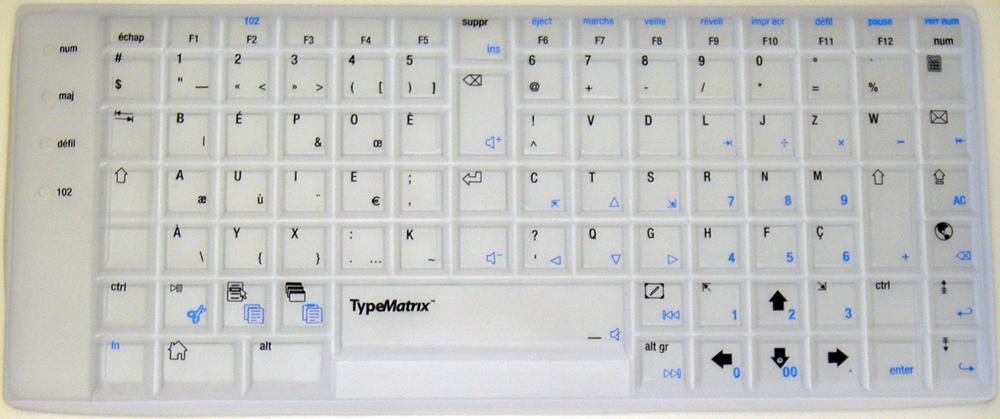 102 suppr éject marche veille réveil impr écr défil pause verr num
échap F1 F2 F3 F4 F5 ins F6 F7 F8 F9 F10 F11 F12 num
num
# 1 2 3 4 5 6 7 8 9 0 ° `
$ " — « < » > ( [ ) ] @ + - / * = %
maj
B É P O È ! V D L J Z W
| & œ ^ ÷ × −
défil
A U I E ; C T S R N M
102
æ ù ¨ € , 7 8 9 AC
À Y X : K ? Q G H F Ç
\ { } . … ~ ' 4 5 6 +
ctrl ctrl
TypeMatrix™
1 2 3
_
fn alt alt gr
0 00 . enter